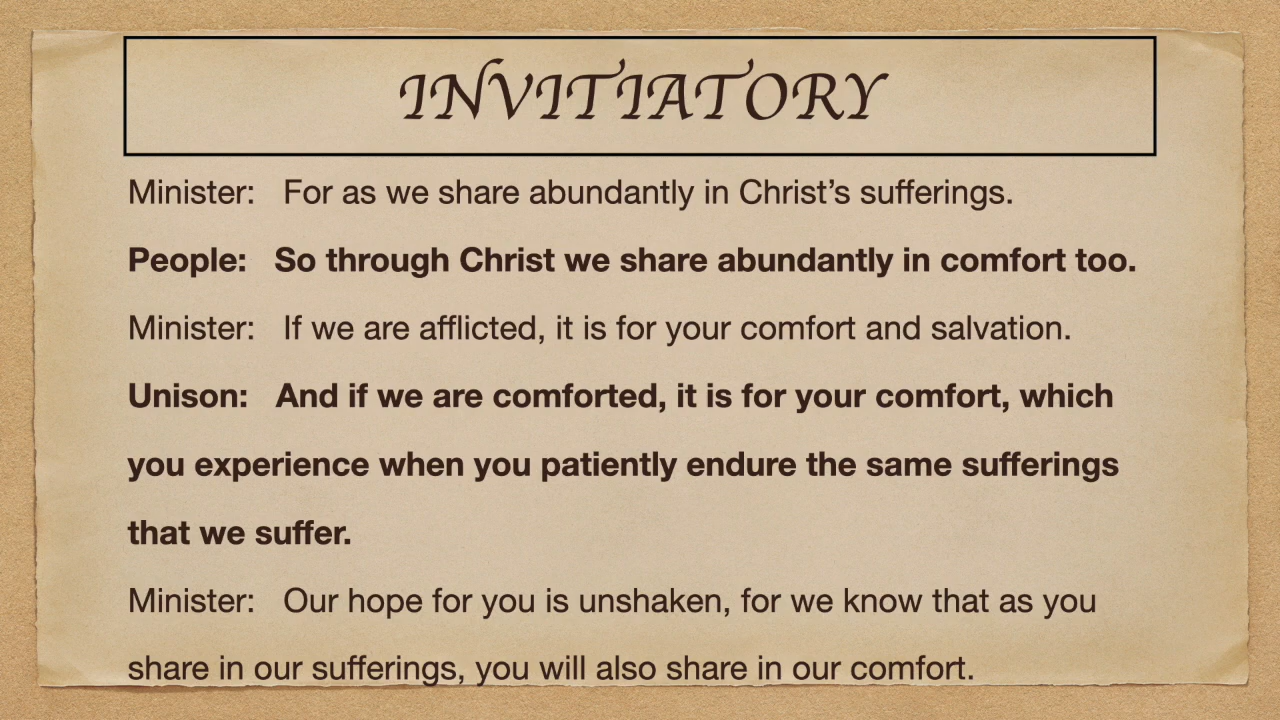 INVITIATORY
Minister: For as we share abundantly in Christ’s sufferings.
People: So through Christ we share abundantly in comfort too.
Minister: If we are afflicted, it is for your comfort and salvation.
Unison: And if we are comforted, it is for your comfort, which
you experience when you patiently endure the same sufferings
that we suffer.
Minister: Our hope for you is unshaken, for we know that as you
share in our sufferings, you will also share in our comfort.